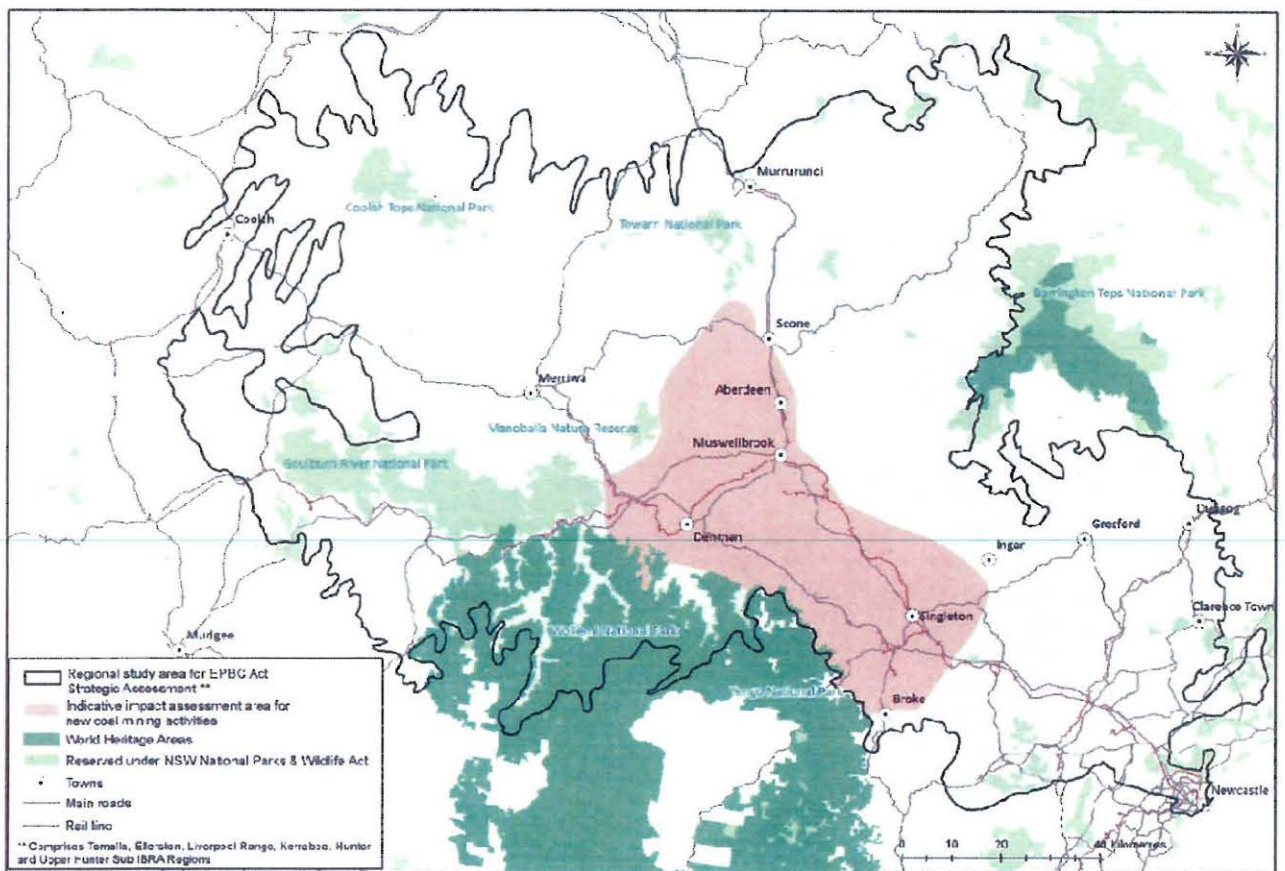 Murrurundi
Coolah Tops National Park
Towarri National Park
Coolah
Barrington Tops National Park
Scone
Merriwa
Aberdeen
Manobalai Nature Reserve
Muswellbrook
Goulburn River National Park
Denman
Gresford
Dungog
Singleton
Clarence Town
Mudgee
Wollemi National Park
Yengo National Park
Broke
Newcastle
Regional study area for EPBC Act
Strategic Assessment **
Indicative impact assessment area for
new coal mining activities
World Heritage Areas
Reserved under NSW National Parks & Wildlife Act
Towns
Main roads
Rail line
** Comprises Tomalla, Ellerston, Liverpool Range, Kerrabee, Hunter
and Upper Hunter Sub IBRA Regions
0 10 20 40 Kilometres